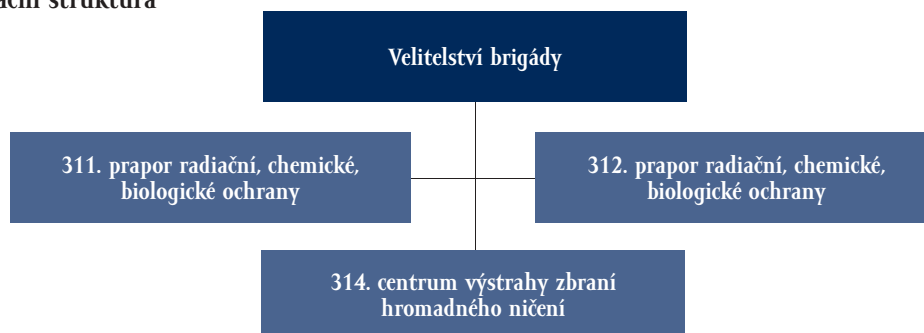 struktura
Velitelství brigády
311. prapor radiační, chemické,
biologické ochrany
312. prapor radiační, chemické,
biologické ochrany
314. centrum výstrahy zbraní
hromadného ničení